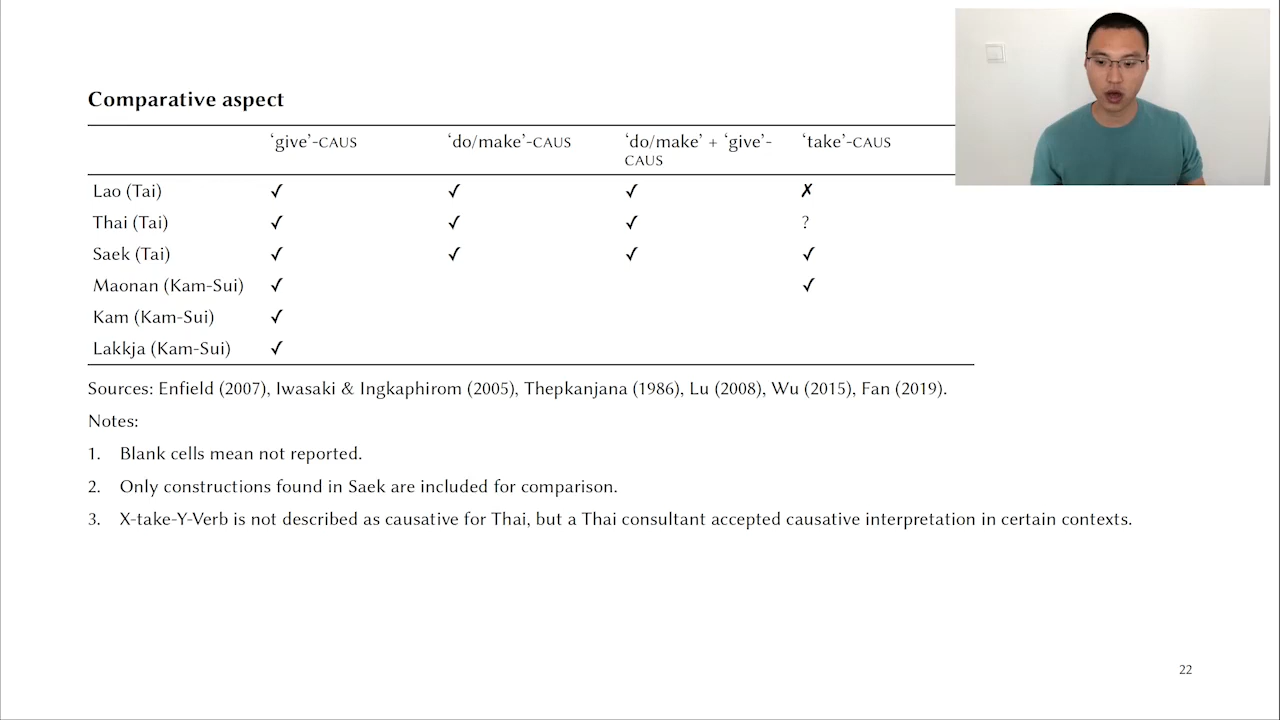 Comparative aspect
‘give’-CAUS ‘do/make’-CAUS ‘do/make’ + ‘give’-CAUS ‘take’-CAUS
Lao (Tai) ✓ ✓ ✓ ✗
Thai (Tai) ✓ ✓ ✓ ?
Saek (Tai) ✓ ✓ ✓ ✓
Maonan (Kam-Sui) ✓ ✓
Kam (Kam-Sui) ✓
Lakkja (Kam-Sui) ✓
Sources: Enfield (2007), Iwasaki & Ingkaphirom (2005), Thepkanjana (1986), Lu (2008), Wu (2015), Fan (2019).
Notes:
1. Blank cells mean not reported.
2. Only constructions found in Saek are included for comparison.
3. X-take-Y-Verb is not described as causative for Thai, but a Thai consultant accepted causative interpretation in certain contexts.
22